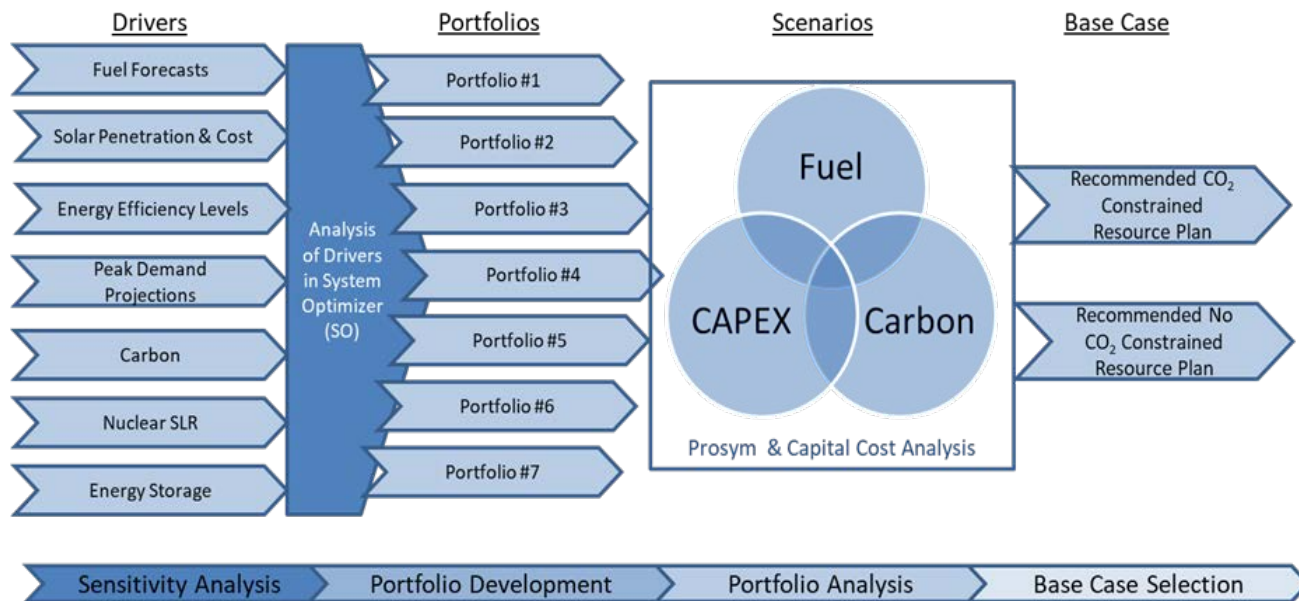 Drivers
Portfolios
Scenarios
Base Case
Fuel Forecasts
Solar Penetration & Cost
Energy Efficiency Levels
Peak Demand
Projections
Carbon
Nuclear SLR
Energy Storage
Analysis
of Drivers
in System
Optimizer
(SO)
Portfolio #1
Portfolio #2
Portfolio #3
Portfolio #4
Portfolio #5
Portfolio #6
Portfolio #7
Fuel
CAPEX
Carbon
Prosym & Capital Cost Analysis
Recommended CO₂
Constrained
Resource Plan
Recommended No
CO₂ Constrained
Resource Plan
Sensitivity Analysis
Portfolio Development
Portfolio Analysis
Base Case Selection